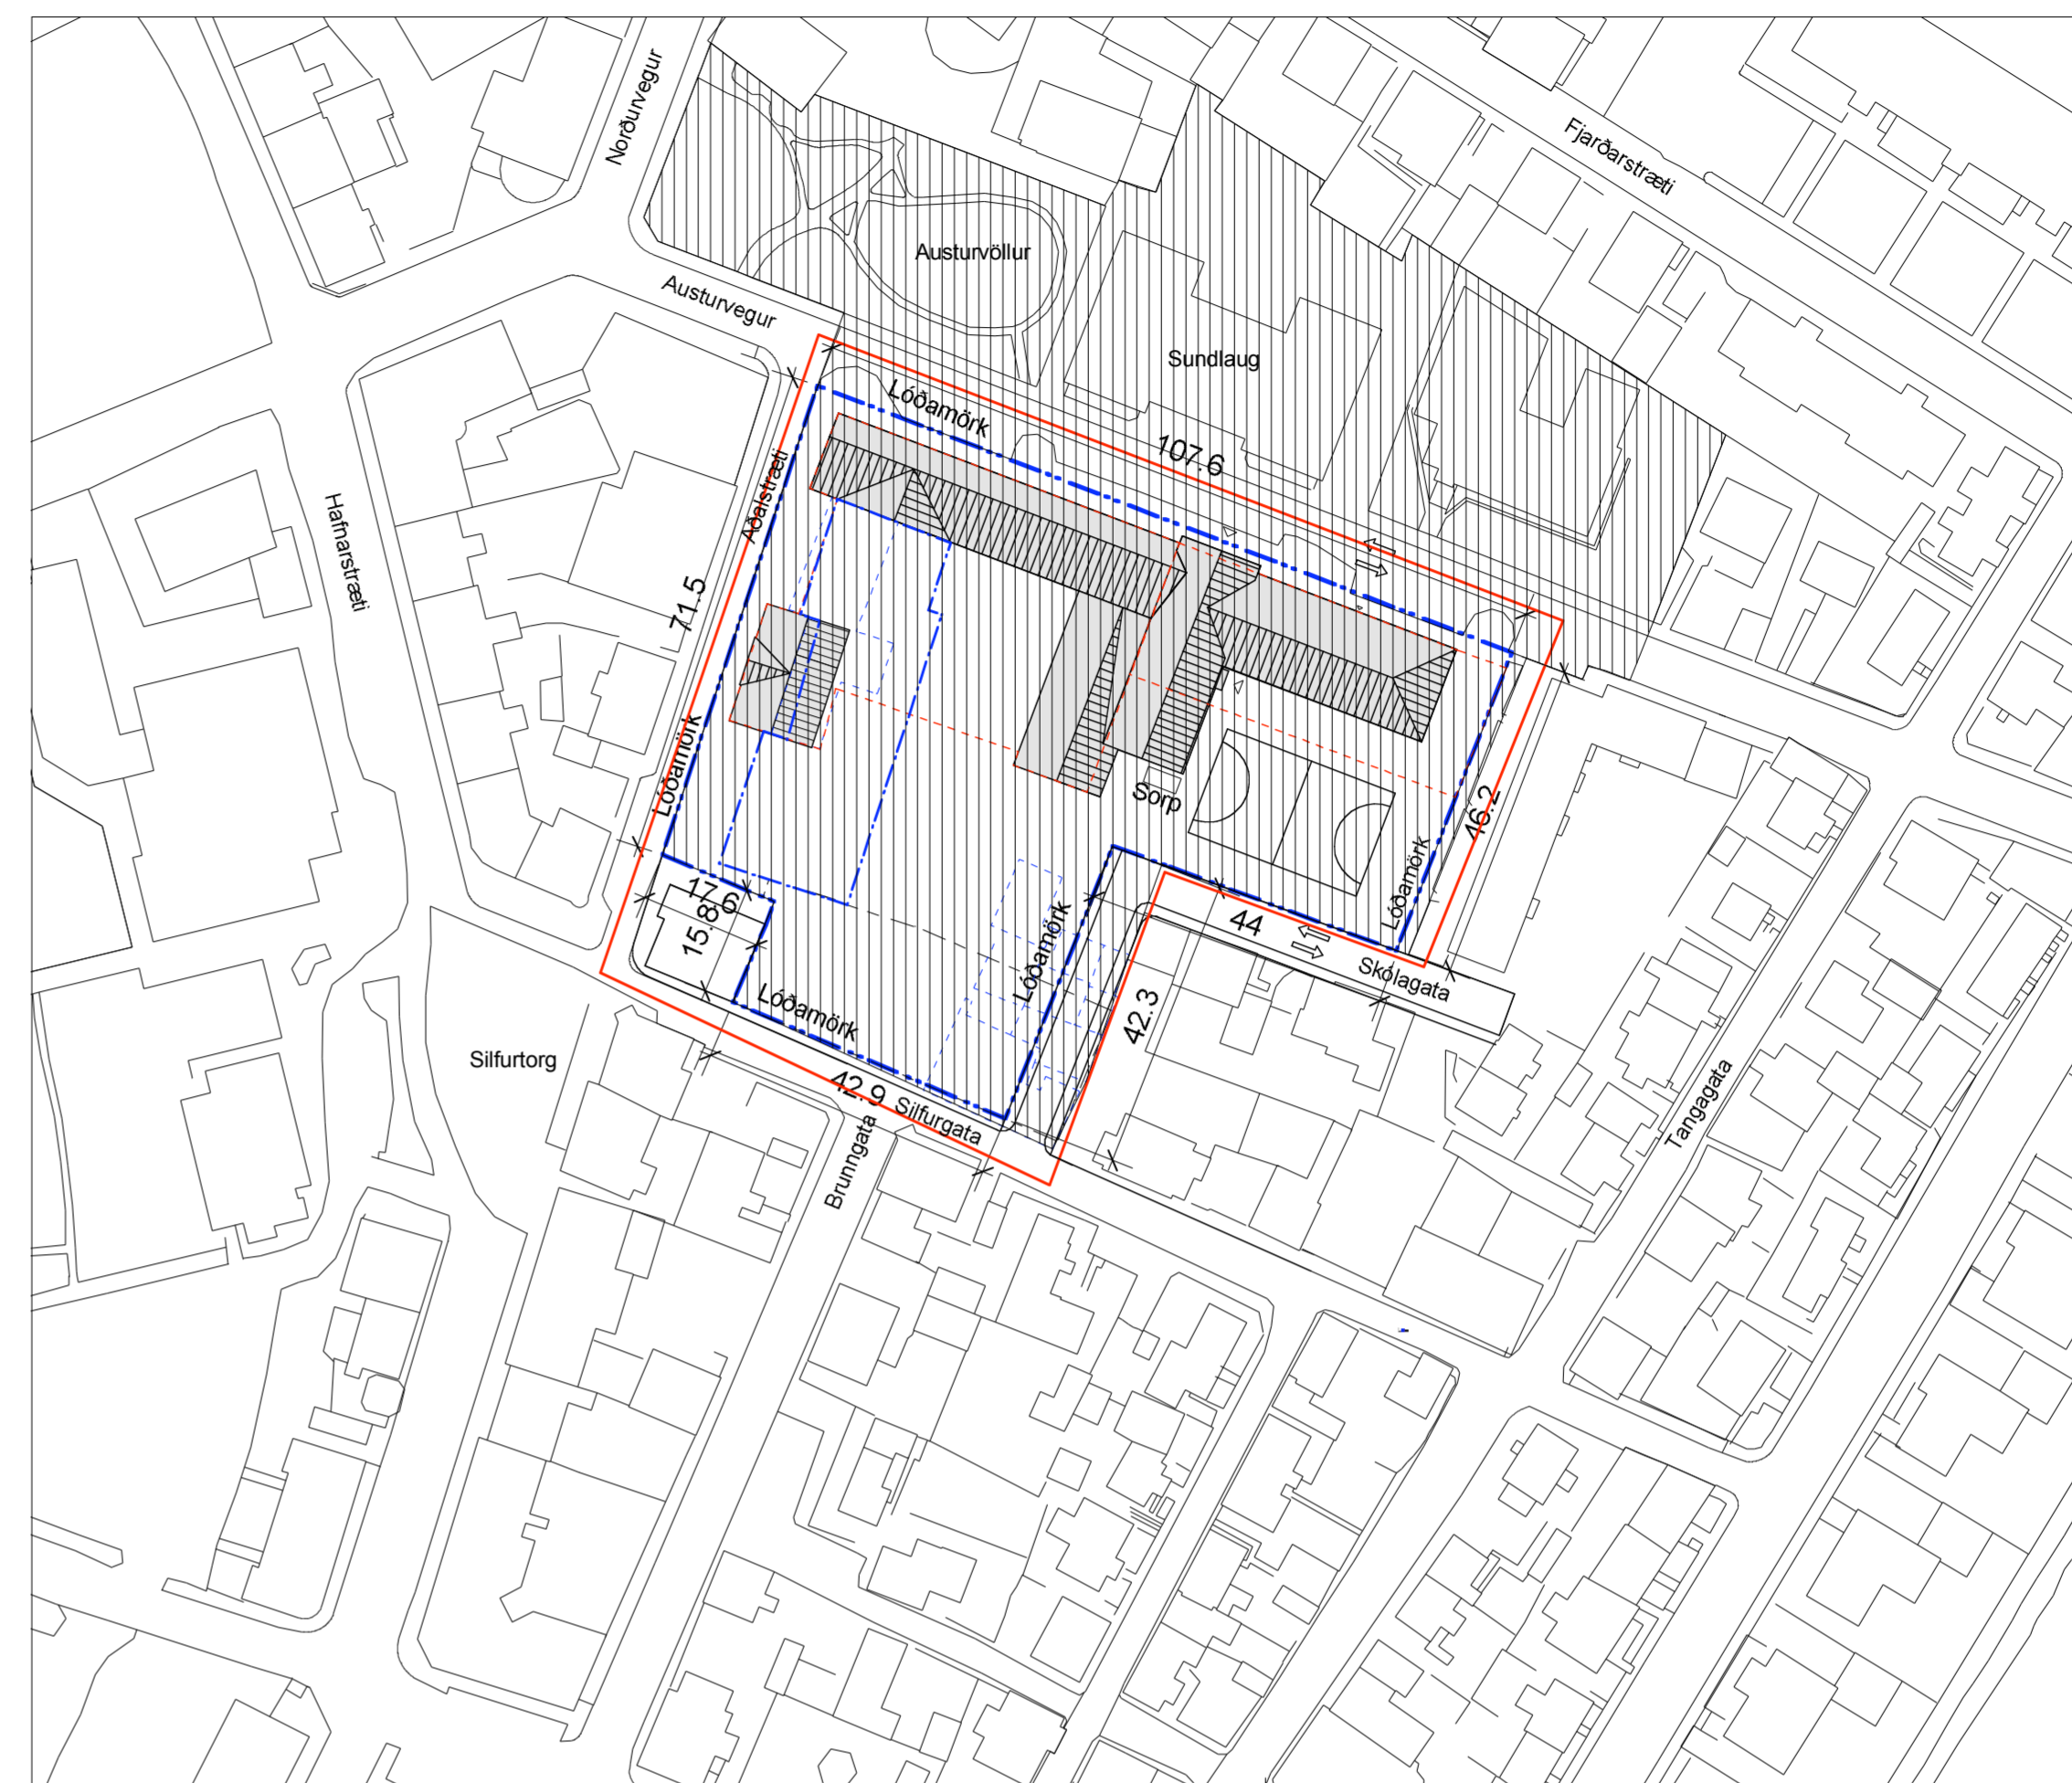 Norðurvegur
Fjarðarstræti
Austurvöllur
Austurvegur
Sundlaug
Lóðamörk
107.6
Aðalstræti
Hafnarstræti
71.5
Lóðamörk
Sorp
46.2
Lóðamörk
17.6
15.8
44
Skólagata
Lóðamörk
Lóðamörk
42.3
Silfurtorg
42.9
Silfurgata
Brunngata
Tangagata